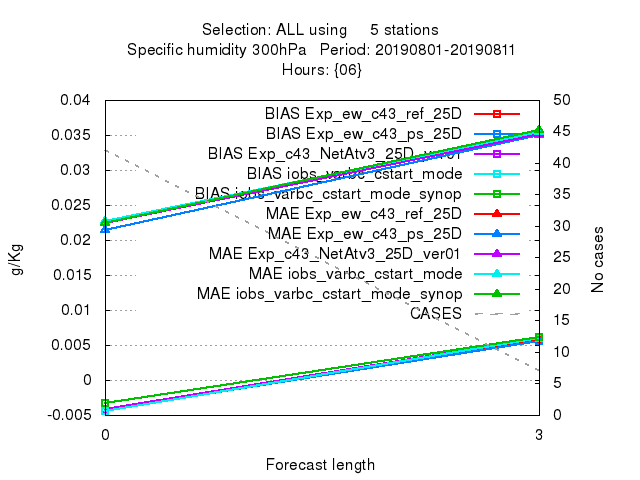 Selection: ALL using 5 stations
Specific humidity 300hPa Period: 20190801-20190811
Hours: {06}
0.04
0.035
0.03
0.025
0.02
0.015
0.01
0.005
0
-0.005
g/Kg
BIAS Exp_ew_c43_ref_25D
BIAS Exp_ew_c43_ps_25D
BIAS Exp_c43_NetAtv3_25D_ver01
BIAS iobs_varbc_cstart_mode
BIAS iobs_varbc_cstart_mode_synop
MAE Exp_ew_c43_ref_25D
MAE Exp_ew_c43_ps_25D
MAE Exp_c43_NetAtv3_25D_ver01
MAE iobs_varbc_cstart_mode
MAE iobs_varbc_cstart_mode_synop
CASES
50
45
40
35
30
25
20
15
10
5
0
No cases
0 3
Forecast length